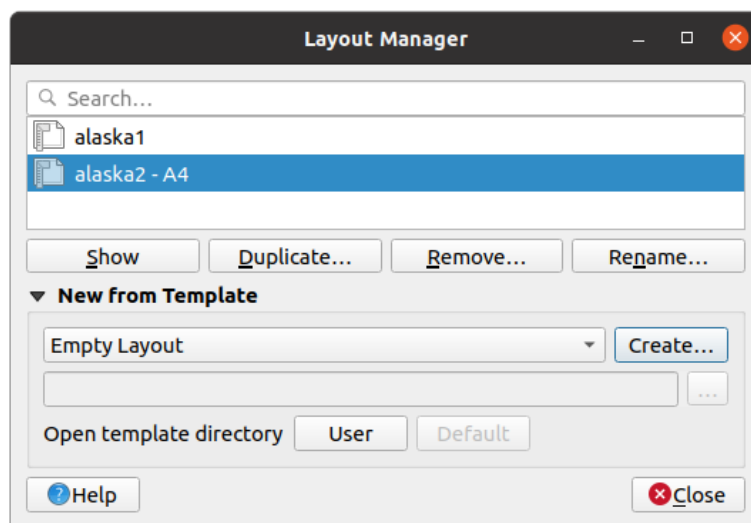 Layout Manager
Search...
alaska1
alaska2 - A4
Show Duplicate... Remove... Rename...
New from Template
Empty Layout Create...
...
Open template directory User Default
Help Close